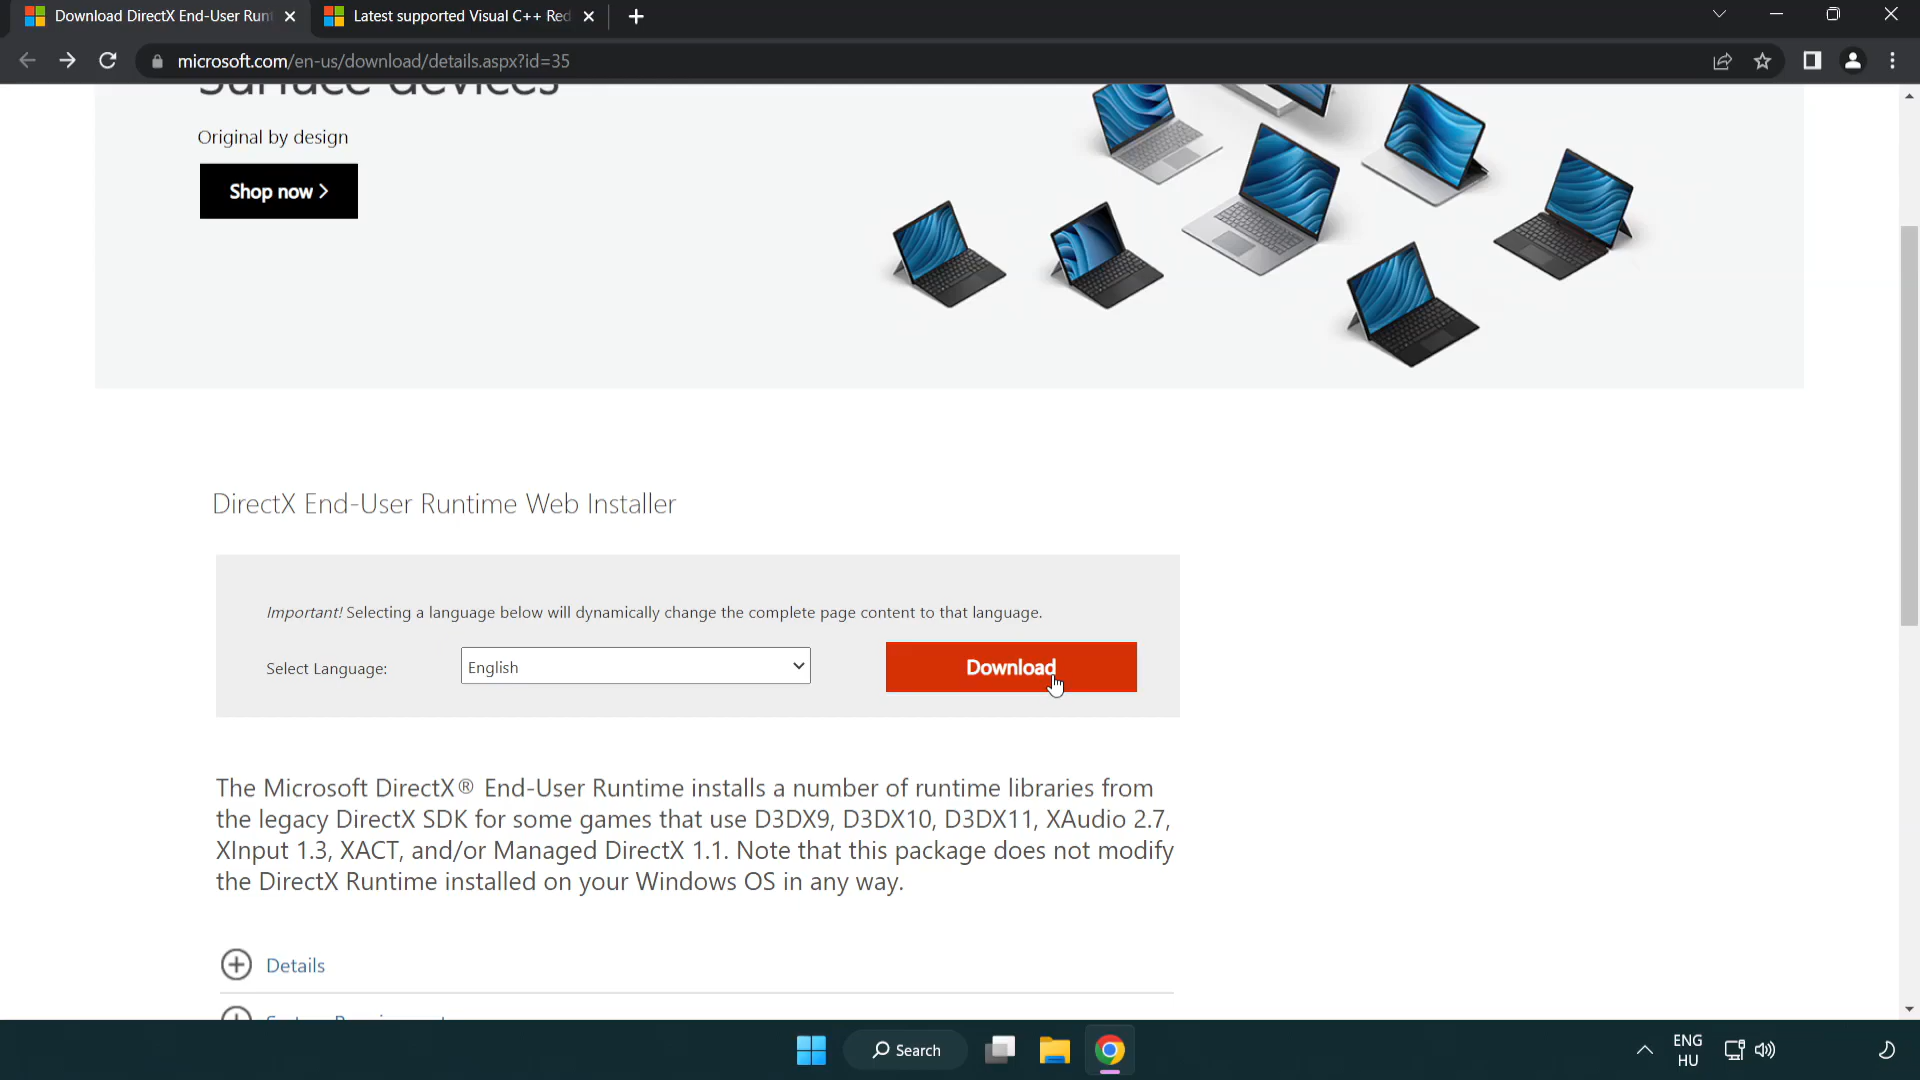 Download DirectX End-User Runt
Latest supported Visual C++ Red
microsoft.com/en-us/download/details.aspx?id=35
Surface devices
Original by design
Shop now
DirectX End-User Runtime Web Installer
Important! Selecting a language below will dynamically change the complete page content to that language.
Select Language:
English
Download
The Microsoft DirectX® End-User Runtime installs a number of runtime libraries from
the legacy DirectX SDK for some games that use D3DX9, D3DX10, D3DX11, XAudio 2.7,
XInput 1.3, XACT, and/or Managed DirectX 1.1. Note that this package does not modify
the DirectX Runtime installed on your Windows OS in any way.
Details
Search
ENG
HU